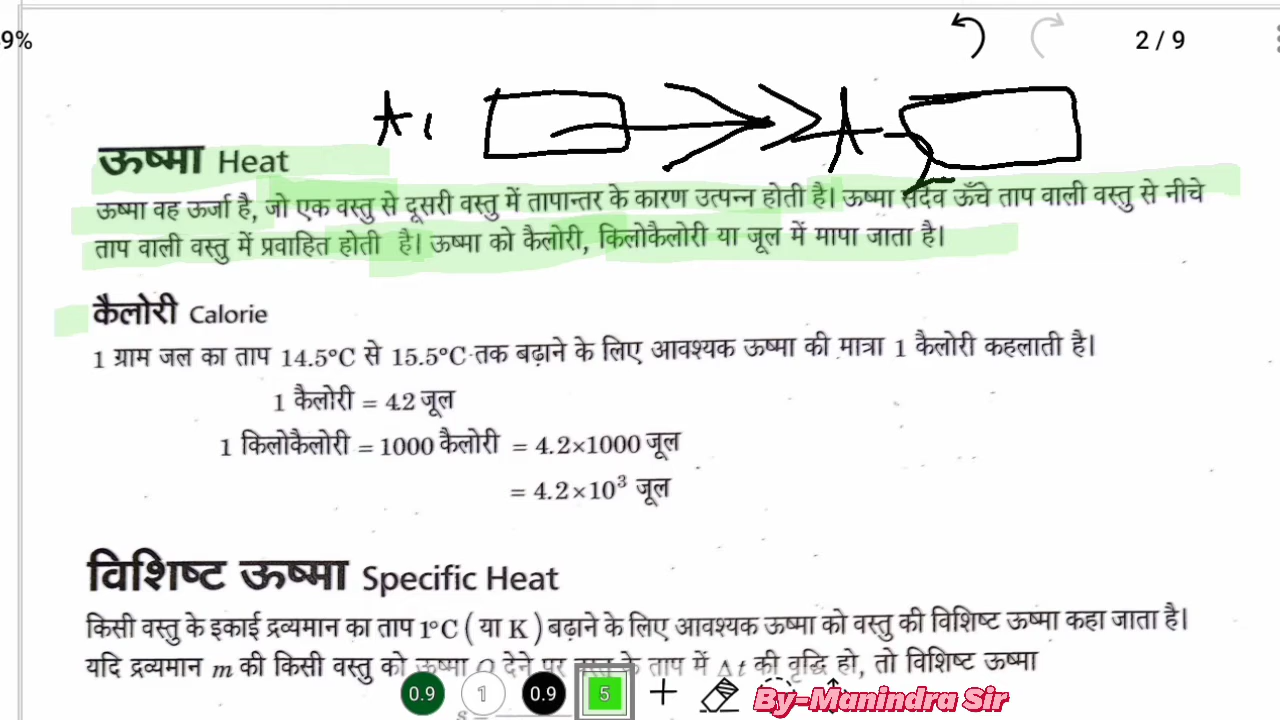 9%
2 / 9
ऊष्मा Heat
ऊष्मा वह ऊर्जा है, जो एक वस्तु से दूसरी वस्तु में तापान्तर के कारण उत्पन्न होती है। ऊष्मा सदैव ऊँचे ताप वाली वस्तु से नीचे
ताप वाली वस्तु में प्रवाहित होती है। ऊष्मा को कैलोरी, किलोकैलोरी या जूल में मापा जाता है।
कैलोरी Calorie
1 ग्राम जल का ताप 14.5°C से 15.5°C तक बढ़ाने के लिए आवश्यक ऊष्मा की मात्रा 1 कैलोरी कहलाती है।
1 कैलोरी = 4.2 जूल
1 किलोकैलोरी = 1000 कैलोरी = 4.2×1000 जूल
= 4.2×10³ जूल
विशिष्ट ऊष्मा Specific Heat
किसी वस्तु के इकाई द्रव्यमान का ताप 1°C ( या K ) बढ़ाने के लिए आवश्यक ऊष्मा को वस्तु की विशिष्ट ऊष्मा कहा जाता है।
यदि द्रव्यमान m की किसी वस्तु को ऊष्मा Q देने पर वस्तु के ताप में Δt की वृद्धि हो, तो विशिष्ट ऊष्मा
0.9 1 0.9 5
By-Manindra Sir